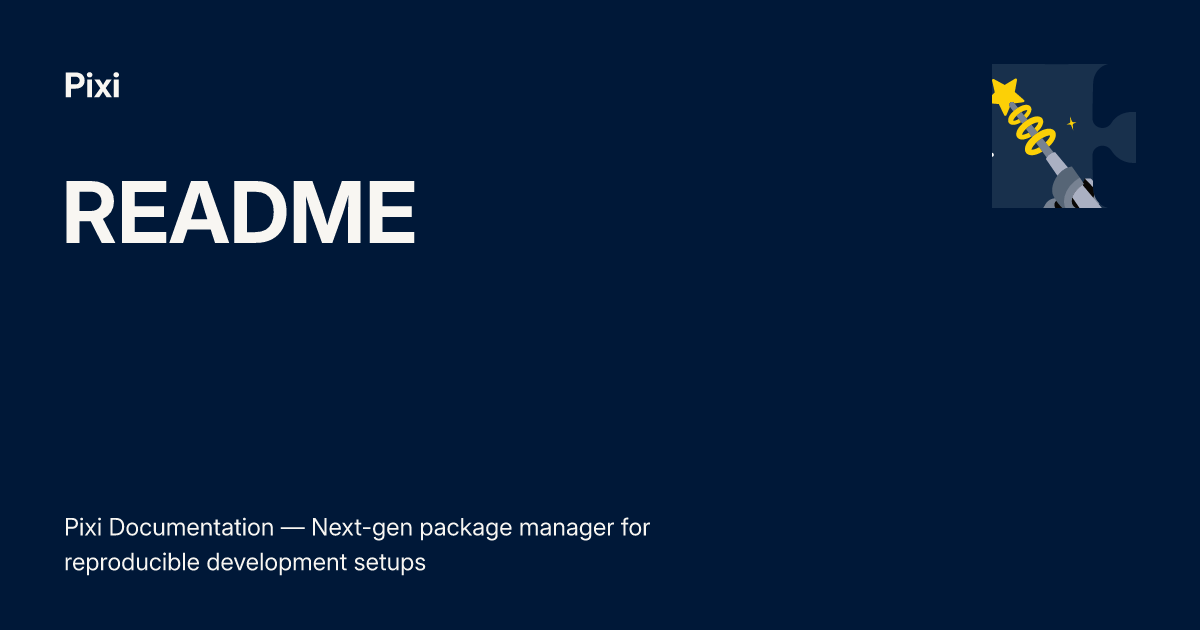 Pixi
README
Pixi Documentation — Next-gen package manager for
reproducible development setups